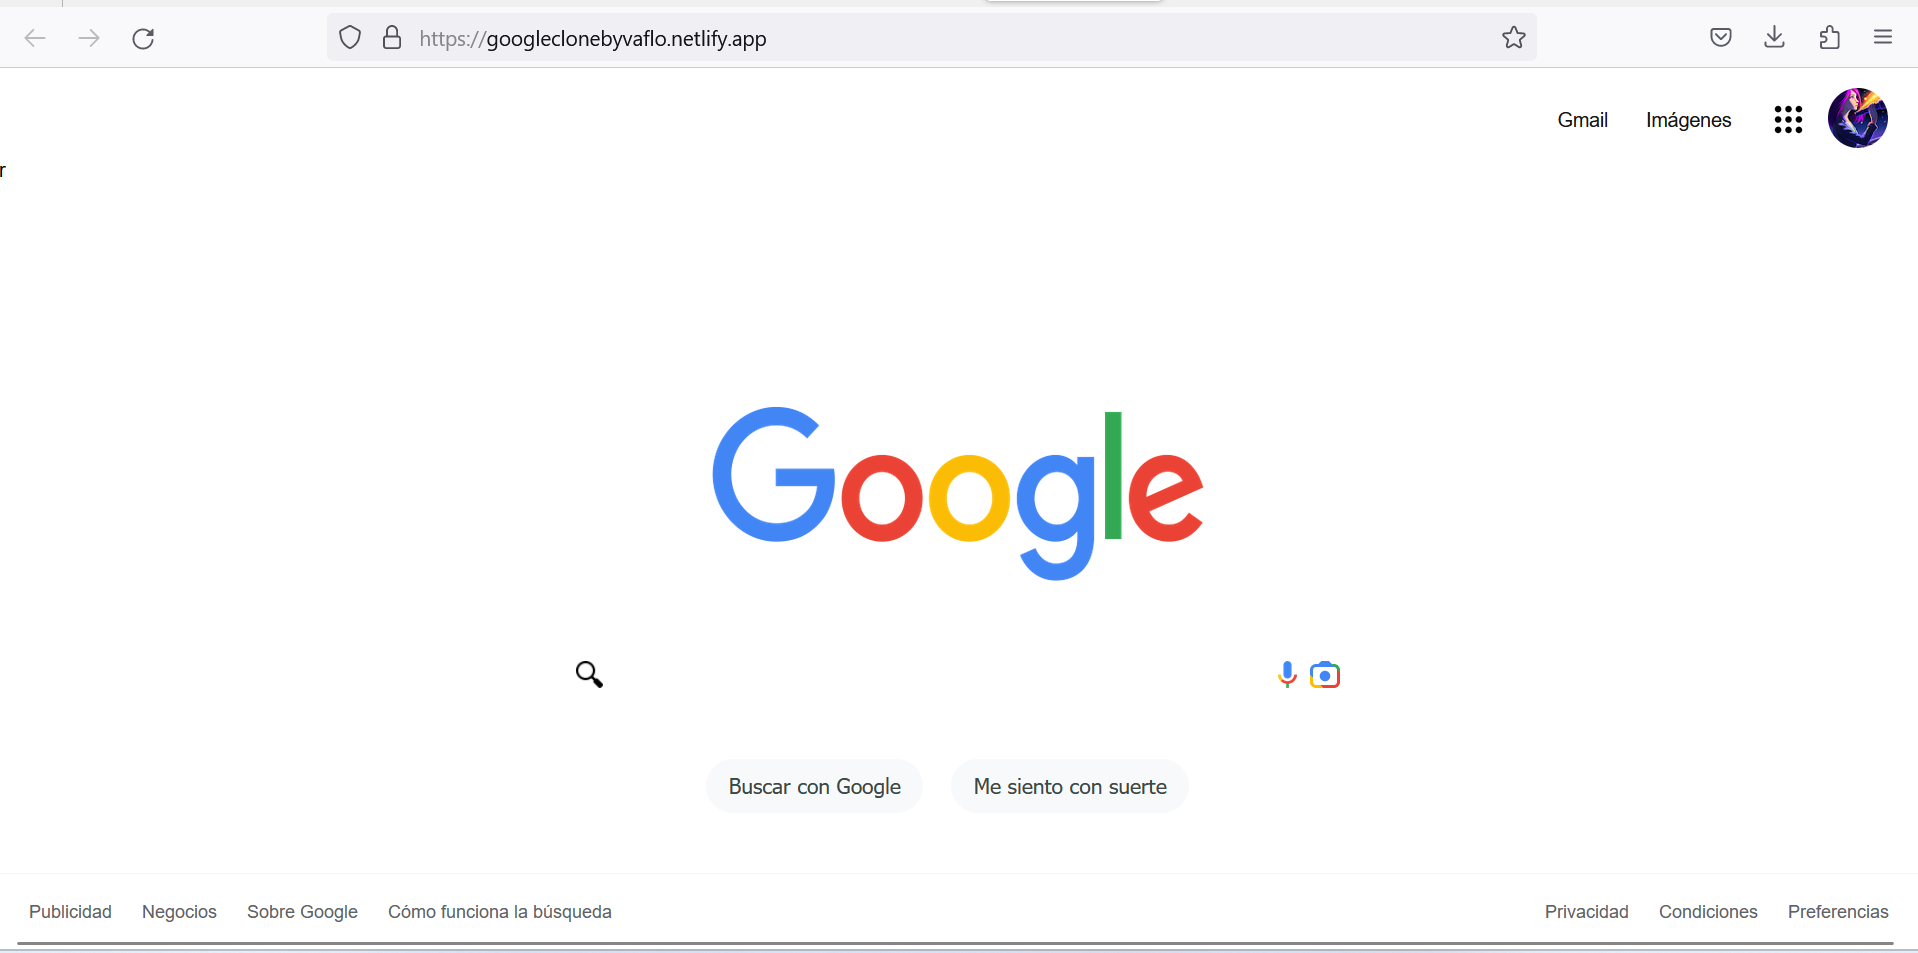 https://googleclonebyvaflo.netlify.app
Gmail Imágenes
r
Google
Buscar con Google Me siento con suerte
Publicidad Negocios Sobre Google Cómo funciona la búsqueda Privacidad Condiciones Preferencias